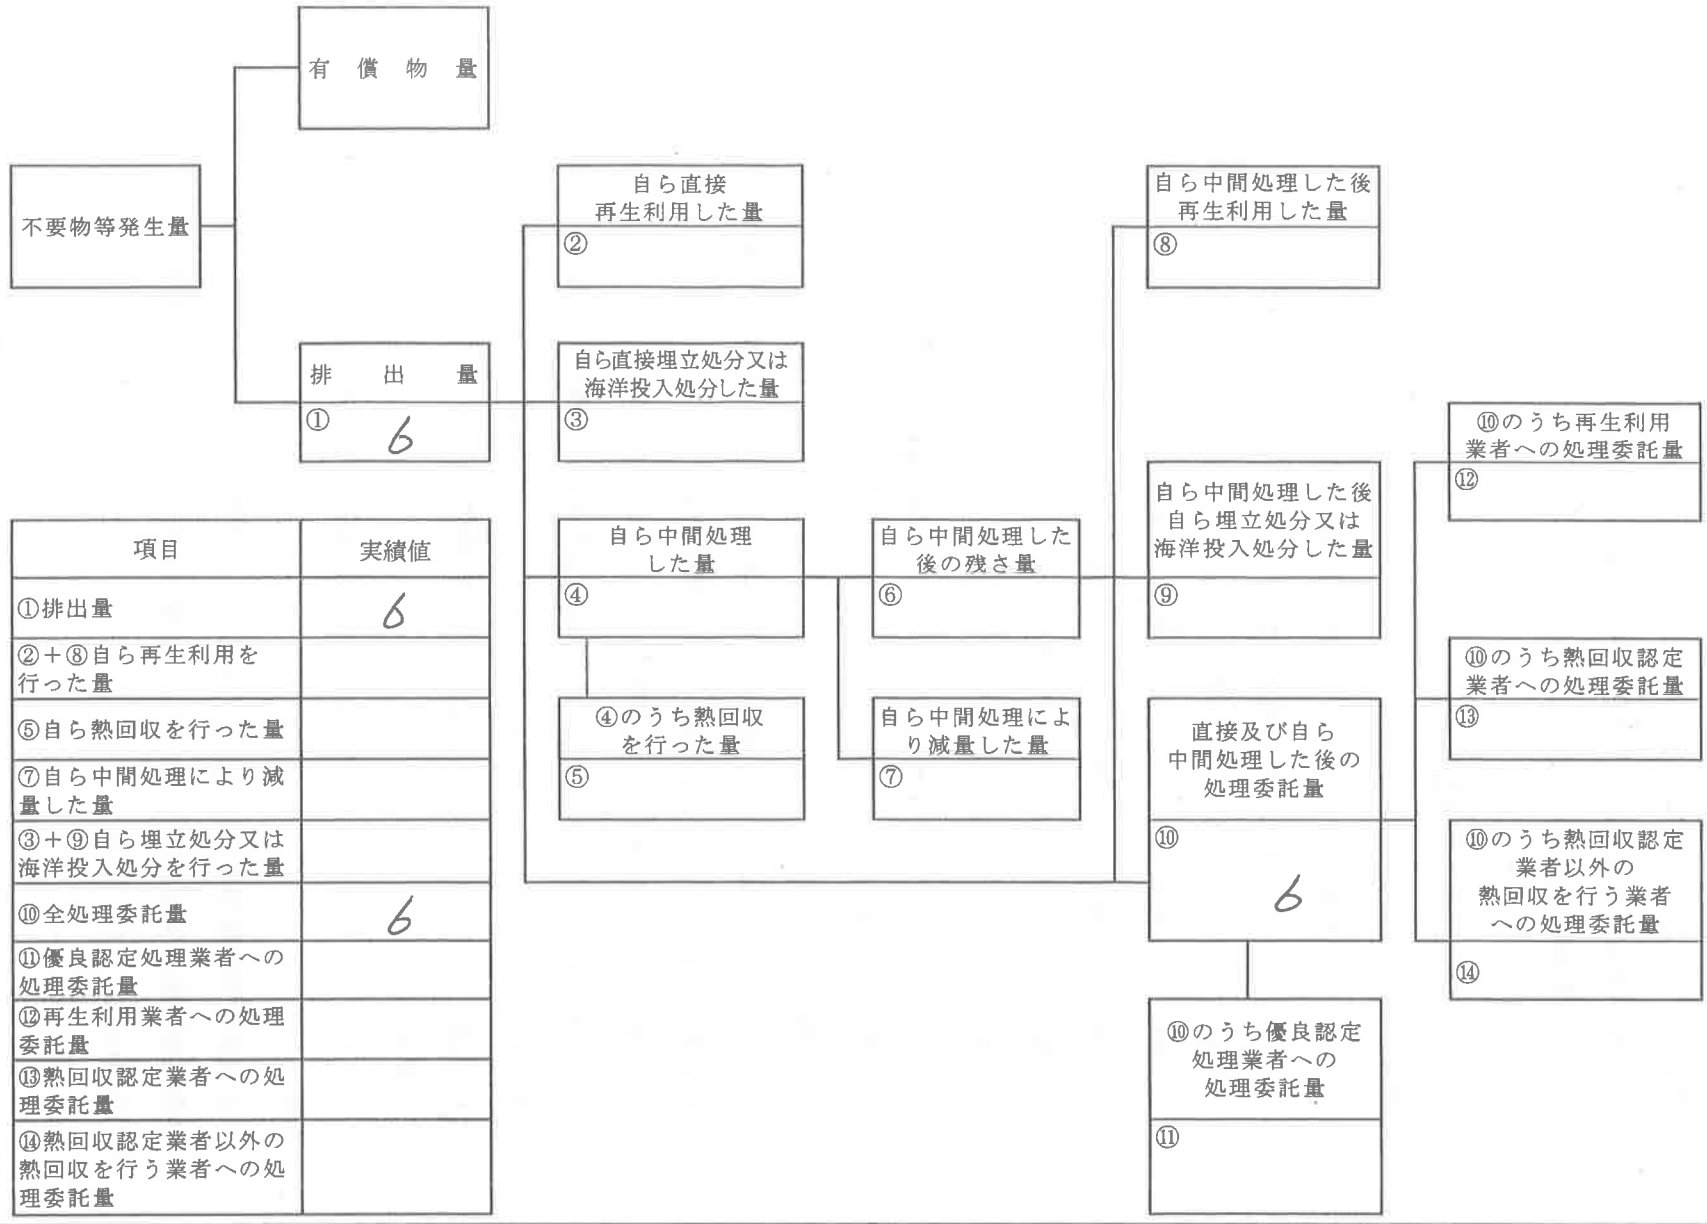 有償物量
不要物等発生量
排出量
① 6
自ら直接
再生利用した量
②
自ら直接埋立処分又は
海洋投入処分した量
③
自ら中間処理
した量
④
④のうち熱回収
を行った量
⑤
自ら中間処理した
後の残さ量
⑥
自ら中間処理によ
り減量した量
⑦
自ら中間処理した後
再生利用した量
⑧
自ら中間処理した後
自ら埋立処分又は
海洋投入処分した量
⑨
直接及び自ら
中間処理した後の
処理委託量
⑩
6
⑩のうち優良認定
処理業者への
処理委託量
⑪
⑩のうち再生利用
業者への処理委託量
⑫
⑩のうち熱回収認定
業者への処理委託量
⑬
⑩のうち熱回収認定
業者以外の
熱回収を行う業者
への処理委託量
⑭
項目 実績値
①排出量 6
②+⑧自ら再生利用を
行った量
⑤自ら熱回収を行った量
⑦自ら中間処理により減
量した量
③+⑨自ら埋立処分又は
海洋投入処分を行った量
⑩全処理委託量 6
⑪優良認定処理業者への
処理委託量
⑫再生利用業者への処理
委託量
⑬熱回収認定業者への処
理委託量
⑭熱回収認定業者以外の
熱回収を行う業者への処
理委託量